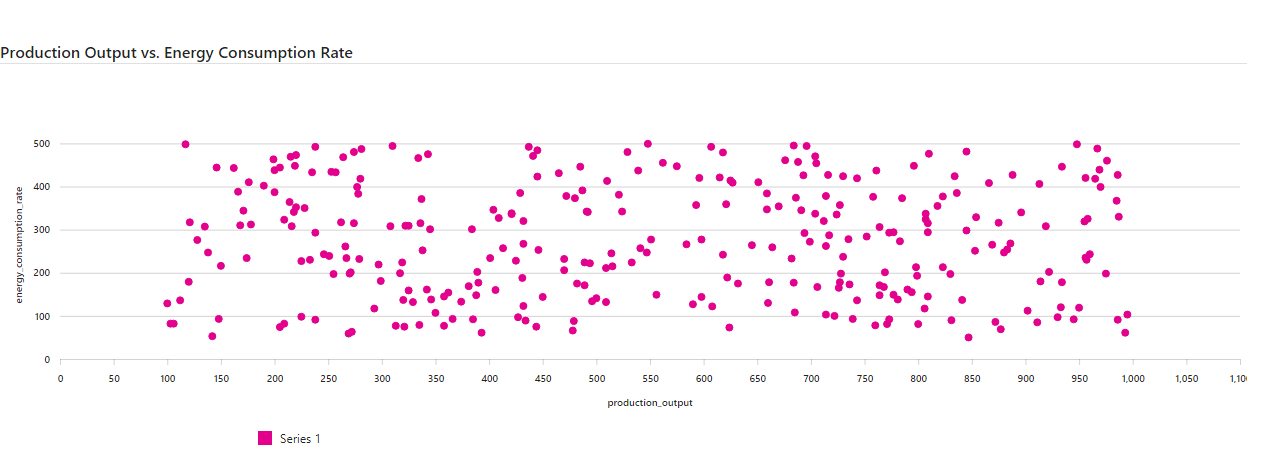 Production Output vs. Energy Consumption Rate
500
400
300
200
100
0
energy_consumption_rate
0 50 100 150 200 250 300 350 400 450 500 550 600 650 700 750 800 850 900 950 1,000 1,050 1,10
production_output
Series 1